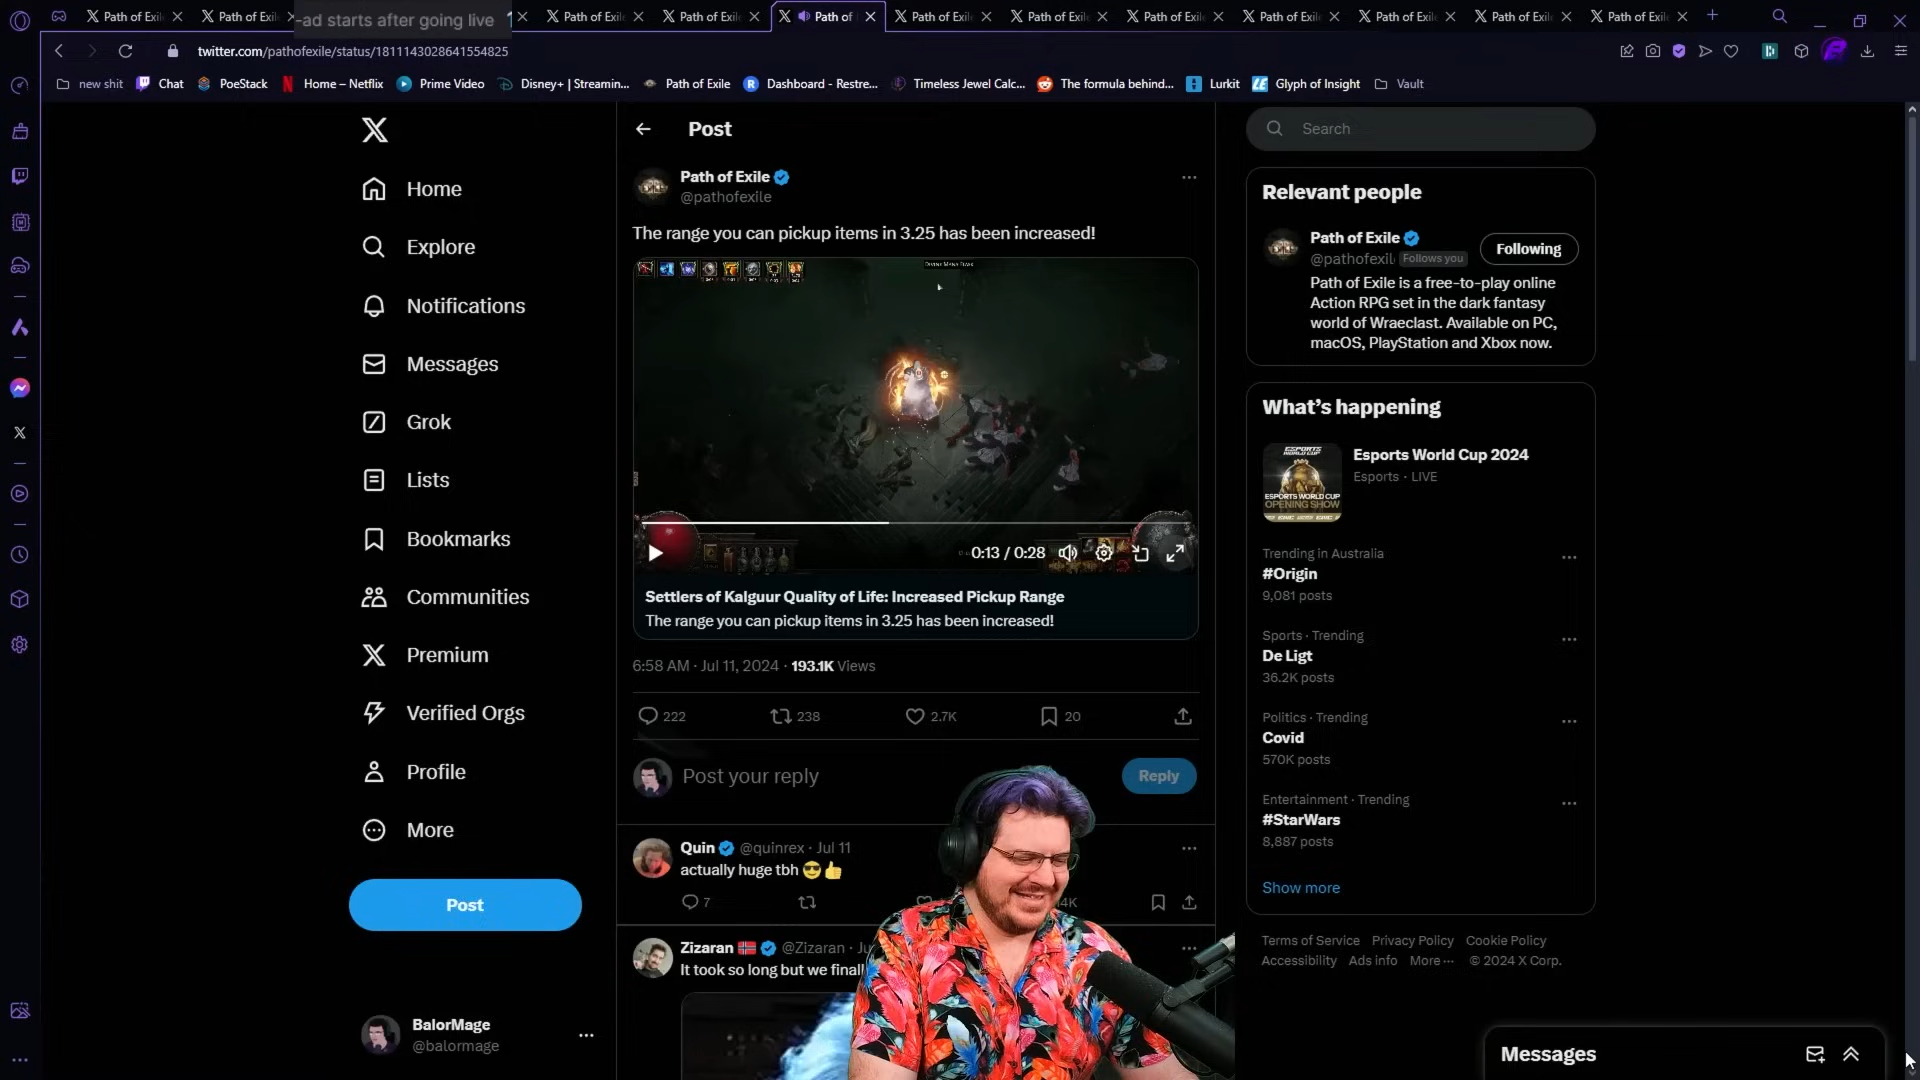 Path of Exile
Path of Exile
-ad starts after going live
Path of Exile
Path of Exile
Path of
Path of Exile
Path of Exile
Path of Exile
Path of Exile
Path of Exile
Path of Exile
Path of Exile
twitter.com/pathofexile/status/1811143028641554825
new shit
Chat
PoeStack
Home – Netflix
Prime Video
Disney+ | Streamin...
Path of Exile
Dashboard - Restre...
Timeless Jewel Calc...
The formula behind...
Lurkit
Glyph of Insight
Vault
Home
Explore
Notifications
Messages
Grok
Lists
Bookmarks
Communities
Premium
Verified Orgs
Profile
More
Post
BalorMage
@balormage
Post
Path of Exile
@pathofexile
The range you can pickup items in 3.25 has been increased!
Divine Mana Flask
0:13 / 0:28
Settlers of Kalguur Quality of Life: Increased Pickup Range
The range you can pickup items in 3.25 has been increased!
6:58 AM · Jul 11, 2024 · 193.1K Views
222 238 2.7K 20
Post your reply
Reply
Quin @quinrex · Jul 11
actually huge tbh 😎👍
7 4K
Zizaran 🇳🇴 @Zizaran · Ju
It took so long but we finall
Search
Relevant people
Path of Exile
@pathofexil Follows you
Following
Path of Exile is a free-to-play online
Action RPG set in the dark fantasy
world of Wraeclast. Available on PC,
macOS, PlayStation and Xbox now.
What's happening
ESPORTS
WORLD CUP
ESPORTS WORLD CUP
OPENING SHOW
Esports World Cup 2024
Esports · LIVE
Trending in Australia
#Origin
9,081 posts
Sports · Trending
De Ligt
36.2K posts
Politics · Trending
Covid
570K posts
Entertainment · Trending
#StarWars
8,887 posts
Show more
Terms of Service Privacy Policy Cookie Policy
Accessibility Ads info More ··· © 2024 X Corp.
Messages